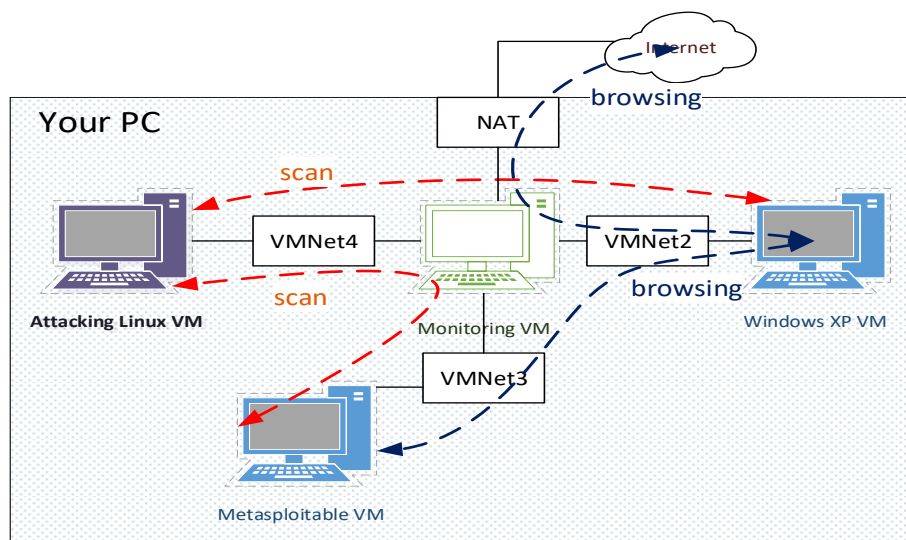 Internet
browsing
Your PC
NAT
scan
VMNet4
VMNet2
scan
browsing
Attacking Linux VM
Monitoring VM
Windows XP VM
VMNet3
Metasploitable VM